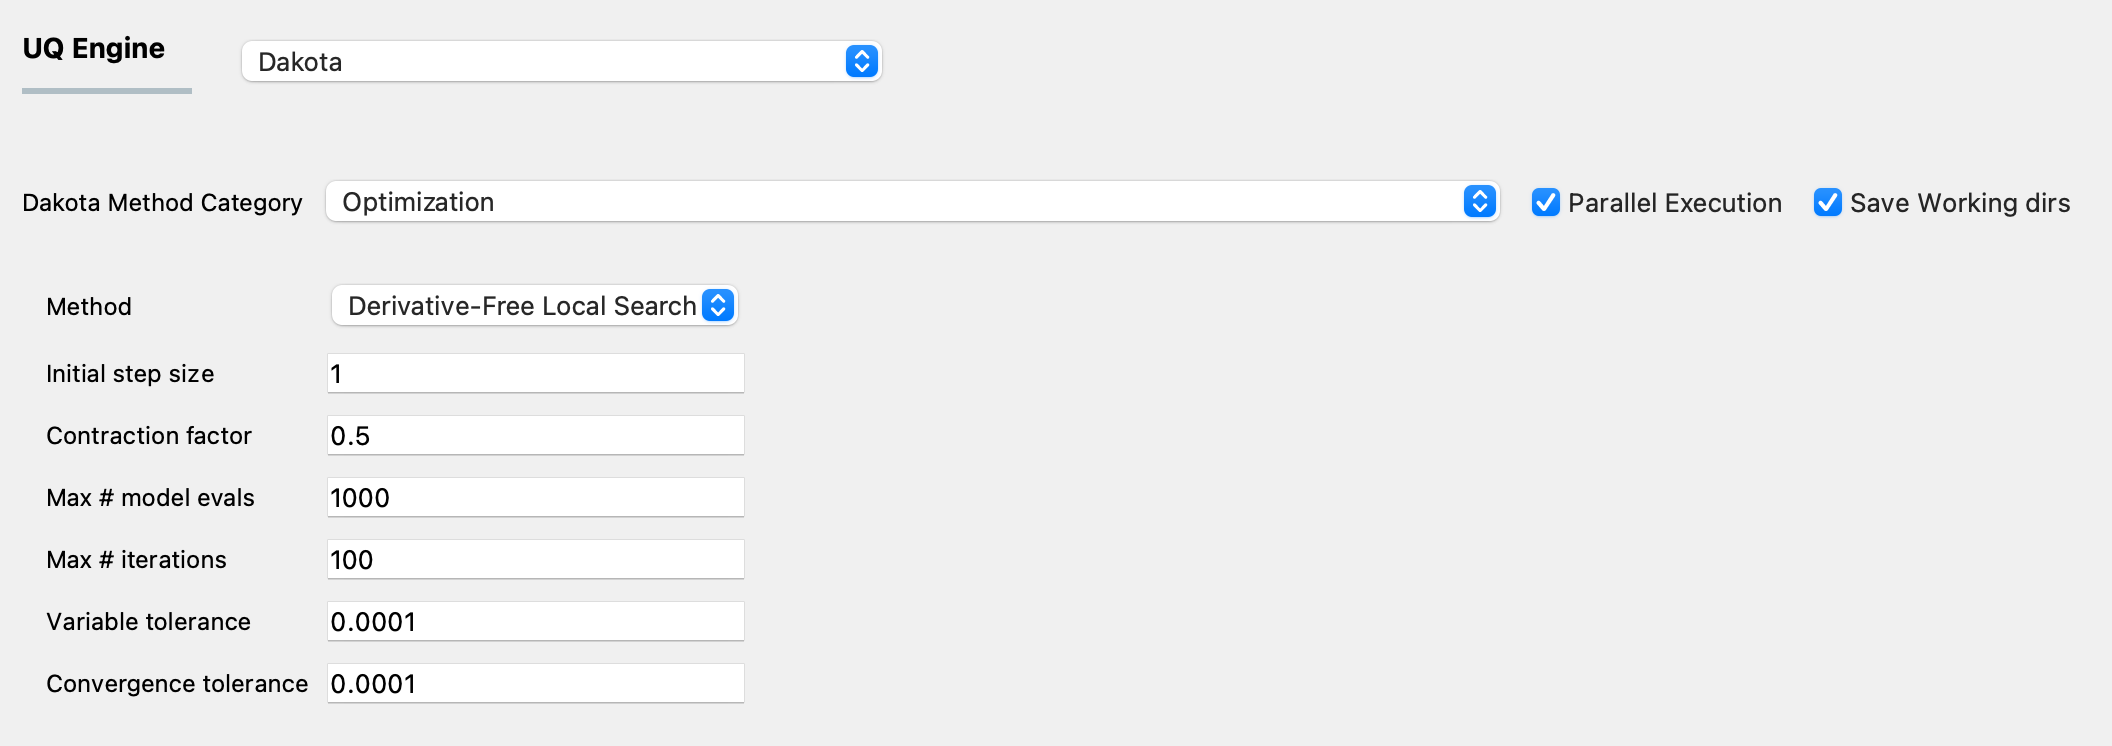 UQ Engine
Dakota
Dakota Method Category Optimization Parallel Execution Save Working dirs
Method Derivative-Free Local Search
Initial step size 1
Contraction factor 0.5
Max # model evals 1000
Max # iterations 100
Variable tolerance 0.0001
Convergence tolerance 0.0001